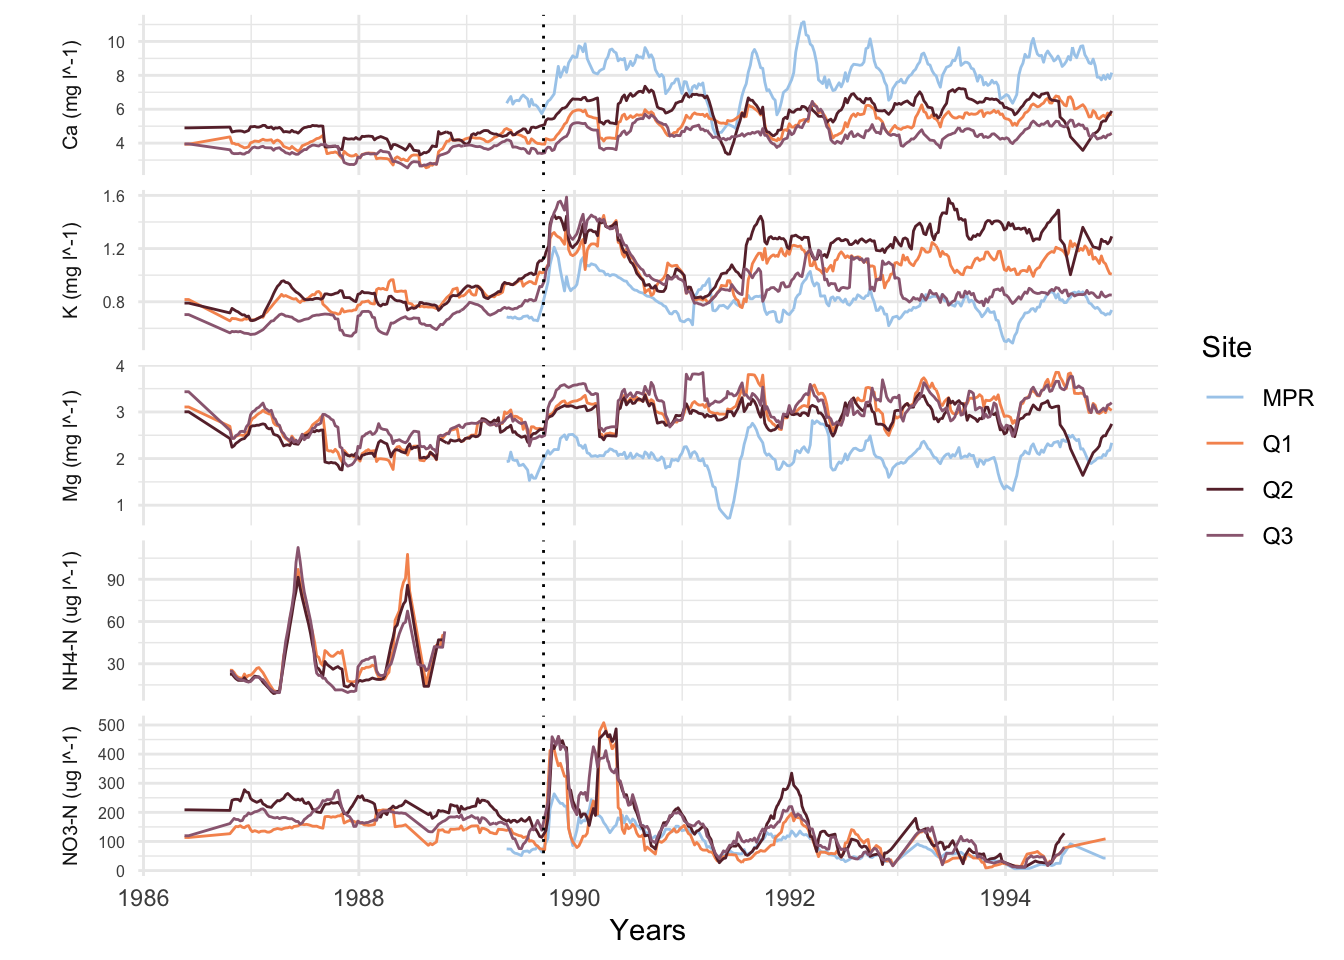 Ca (mg l^-1)
10
8
6
4
K (mg l^-1)
1.6
1.2
0.8
Mg (mg l^-1)
4
3
2
1
NH4-N (ug l^-1)
90
60
30
NO3-N (ug l^-1)
500
400
300
200
100
0
1986 1988 1990 1992 1994
Years
Site
MPR
Q1
Q2
Q3